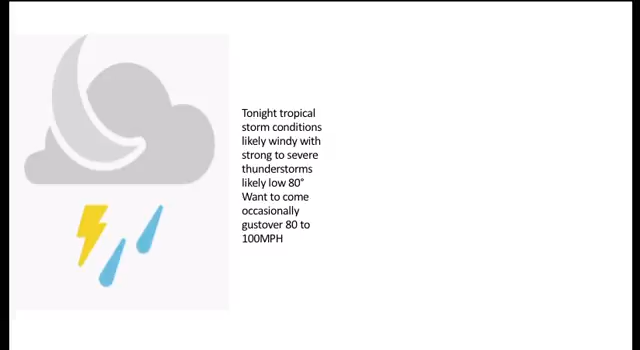 Tonight tropical
storm conditions
likely windy with
strong to severe
thunderstorms
likely low 80°
Want to come
occasionally
gustover 80 to
100MPH